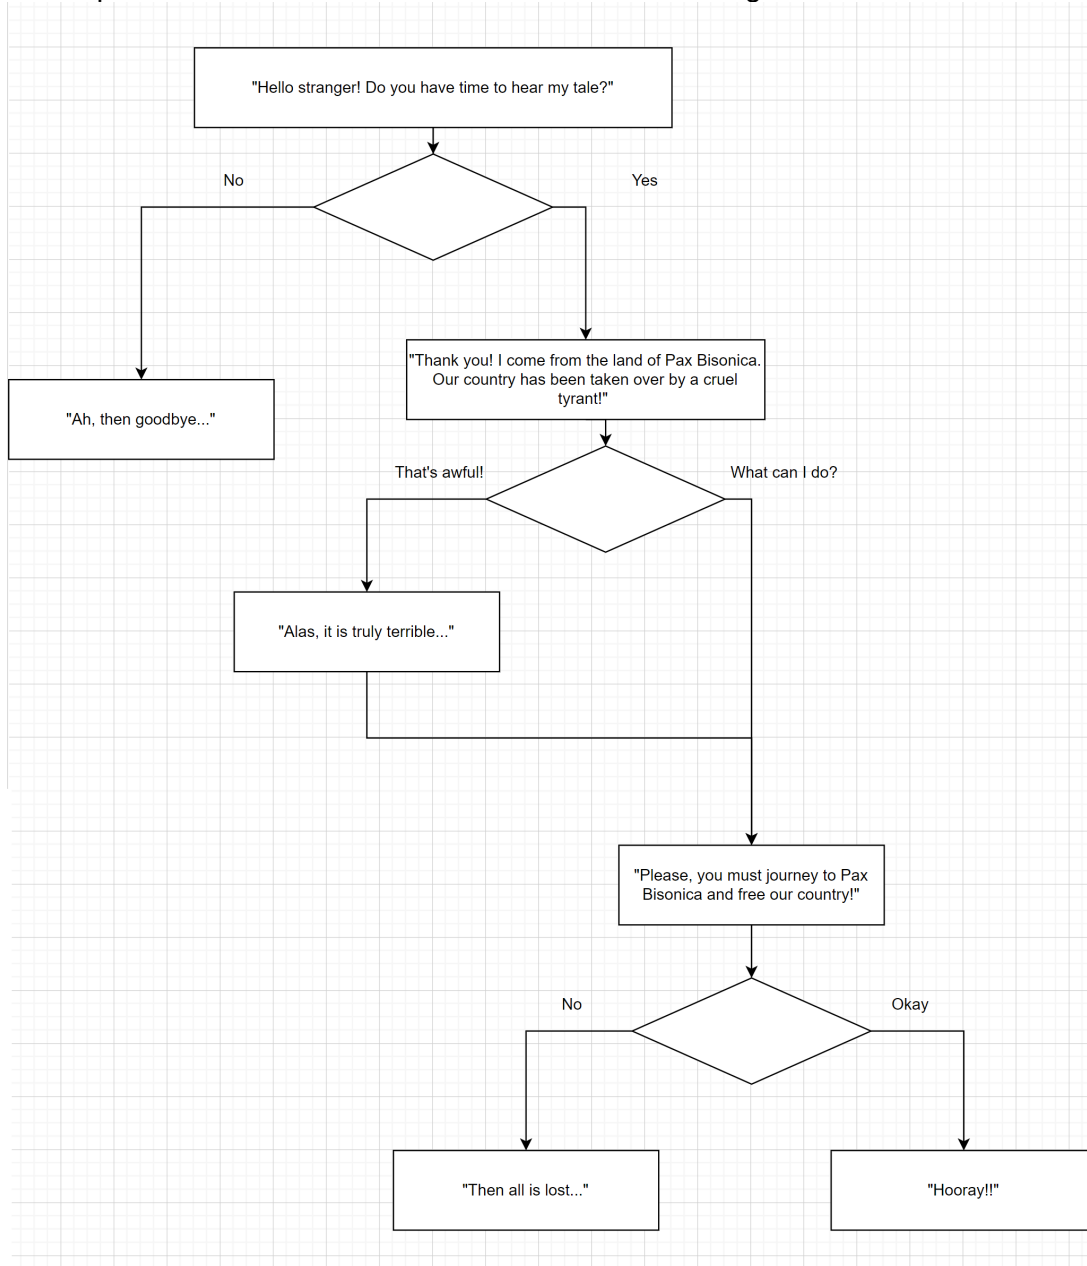 "Hello stranger! Do you have time to hear my tale?"
No
Yes
"Thank you! I come from the land of Pax Bisonica.
Our country has been taken over by a cruel
tyrant!"
"Ah, then goodbye..."
That's awful!
What can I do?
"Alas, it is truly terrible..."
"Please, you must journey to Pax
Bisonica and free our country!"
No
Okay
"Then all is lost..."
"Hooray!!"